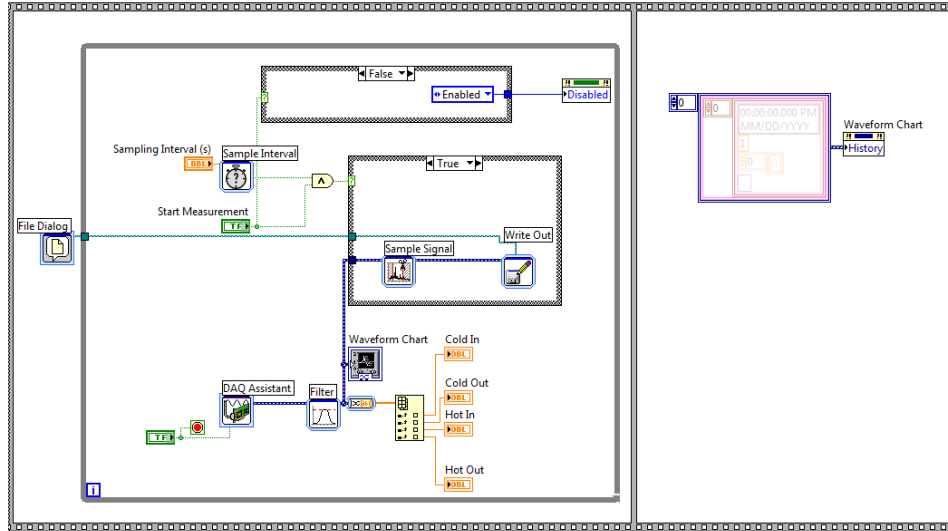 False
Enabled
Disabled
0
0
00:00:00.000 PM
MM/DD/YYYY
1
0
0
Waveform Chart
History
Sampling Interval (s)
DBL
Sample Interval
True
Start Measurement
TF
File Dialog
Write Out
Sample Signal
Waveform Chart
Cold In
DBL
DAQ Assistant
Filter
Cold Out
DBL
Hot In
DBL
TF
Hot Out
DBL
i